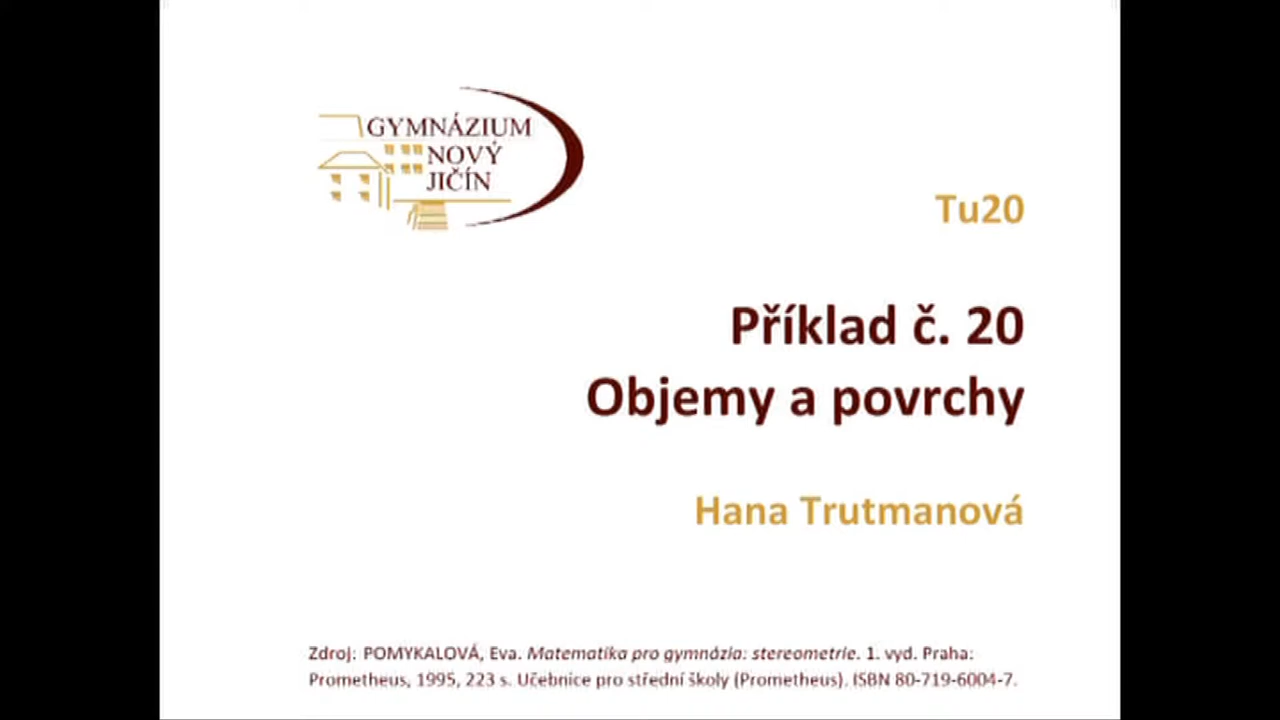 GYMNÁZIUM
NOVÝ
JIČÍN
Tu20
Příklad č. 20
Objemy a povrchy
Hana Trutmanová
Zdroj: POMYKALOVÁ, Eva. Matematika pro gymnázia: stereometrie. 1. vyd. Praha:
Prometheus, 1995, 223 s. Učebnice pro střední školy (Prometheus). ISBN 80-719-6004-7.